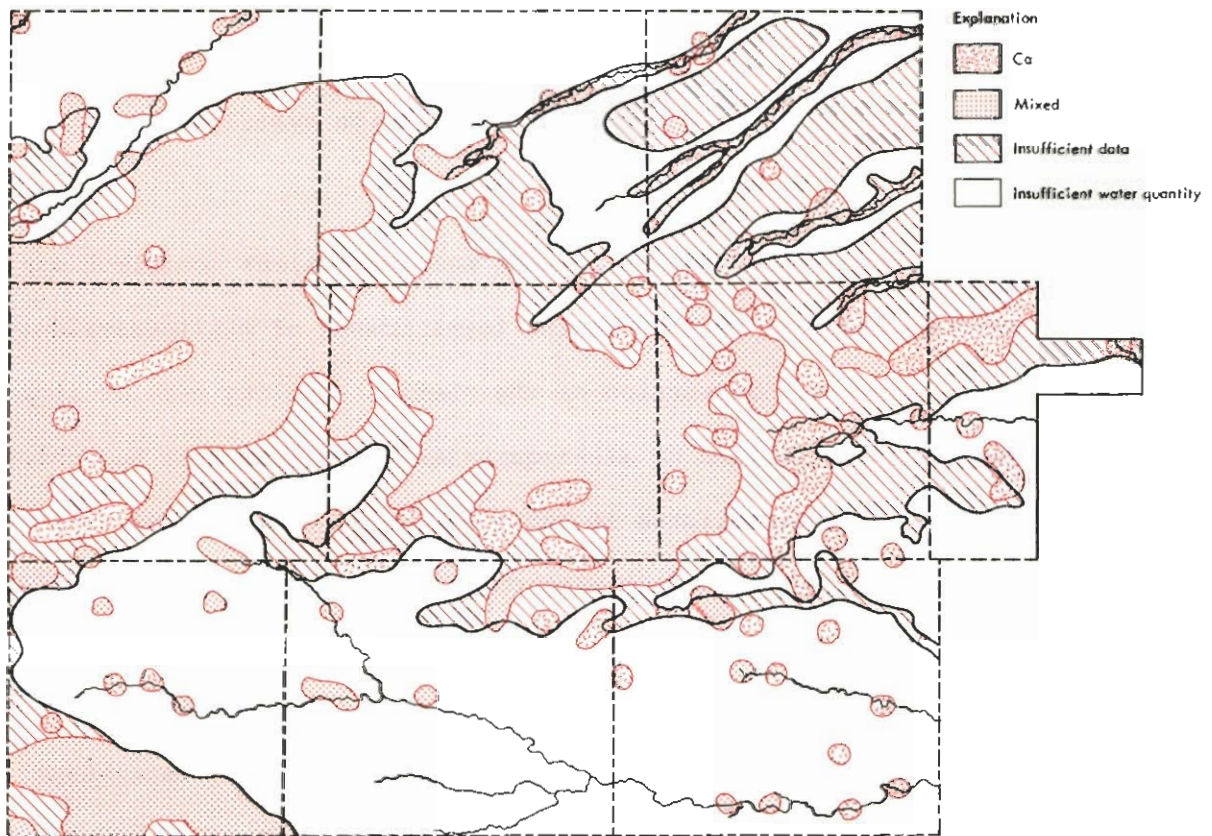 Explanation
Ca
Mixed
Insufficient data
Insufficient water quantity